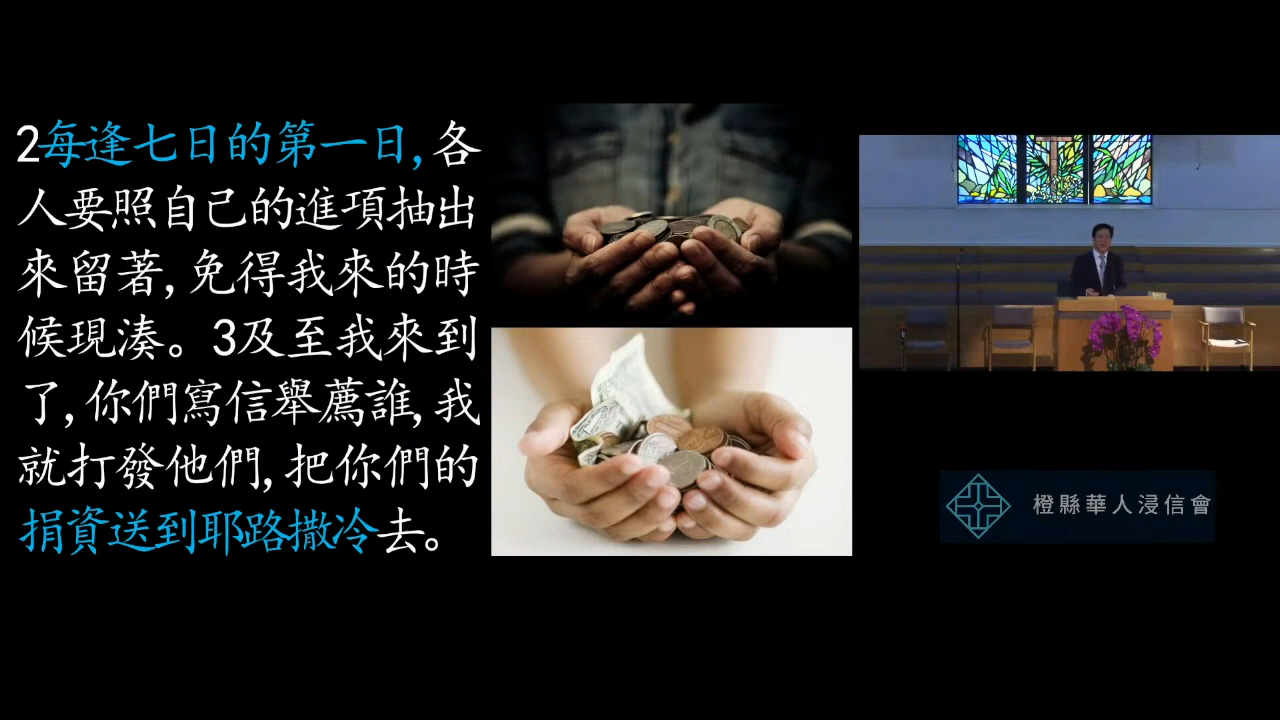 2每逢七日的第一日,各
人要照自己的進項抽出
來留著,免得我來的時
候現湊。3及至我來到
了,你們寫信舉薦誰,我
就打發他們,把你們的
捐資送到耶路撒冷去。
橙縣華人浸信會